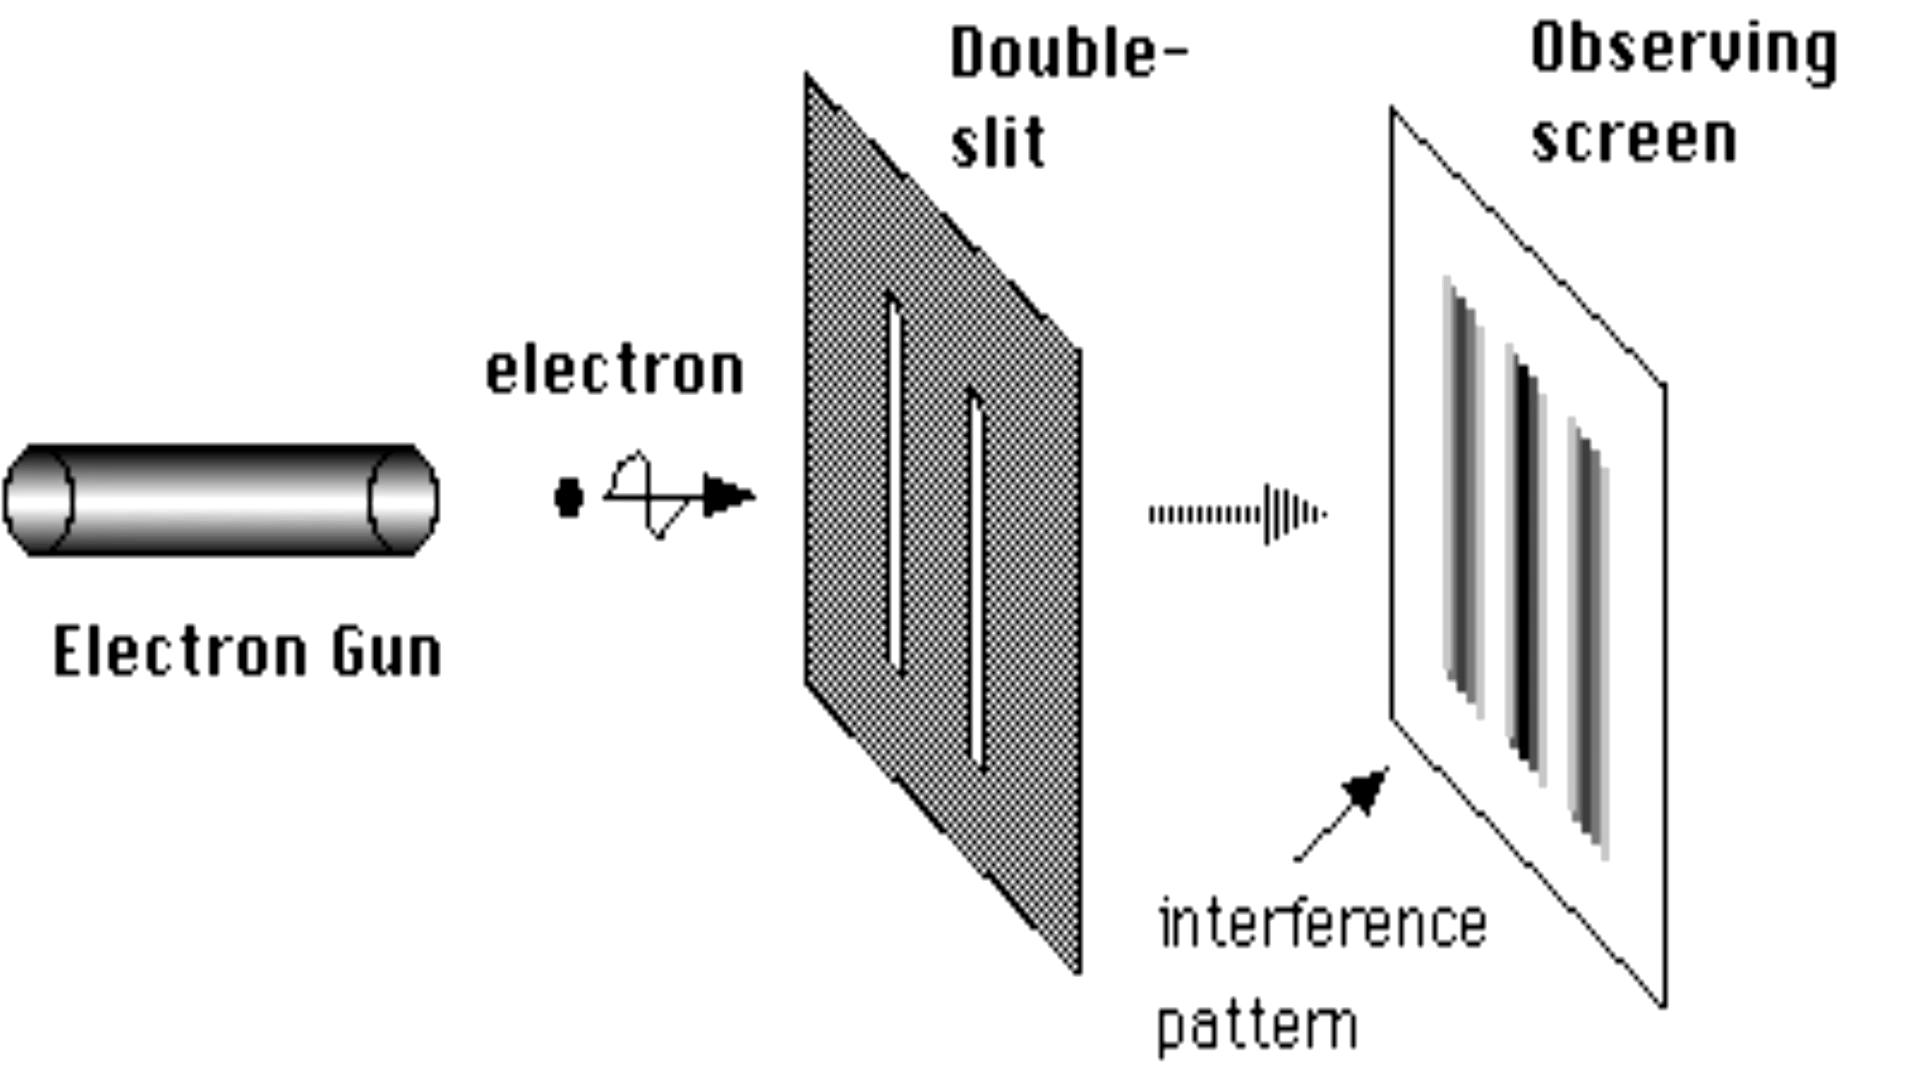 Double-
slit
Observing
screen
electron
Electron Gun
interference
pattern